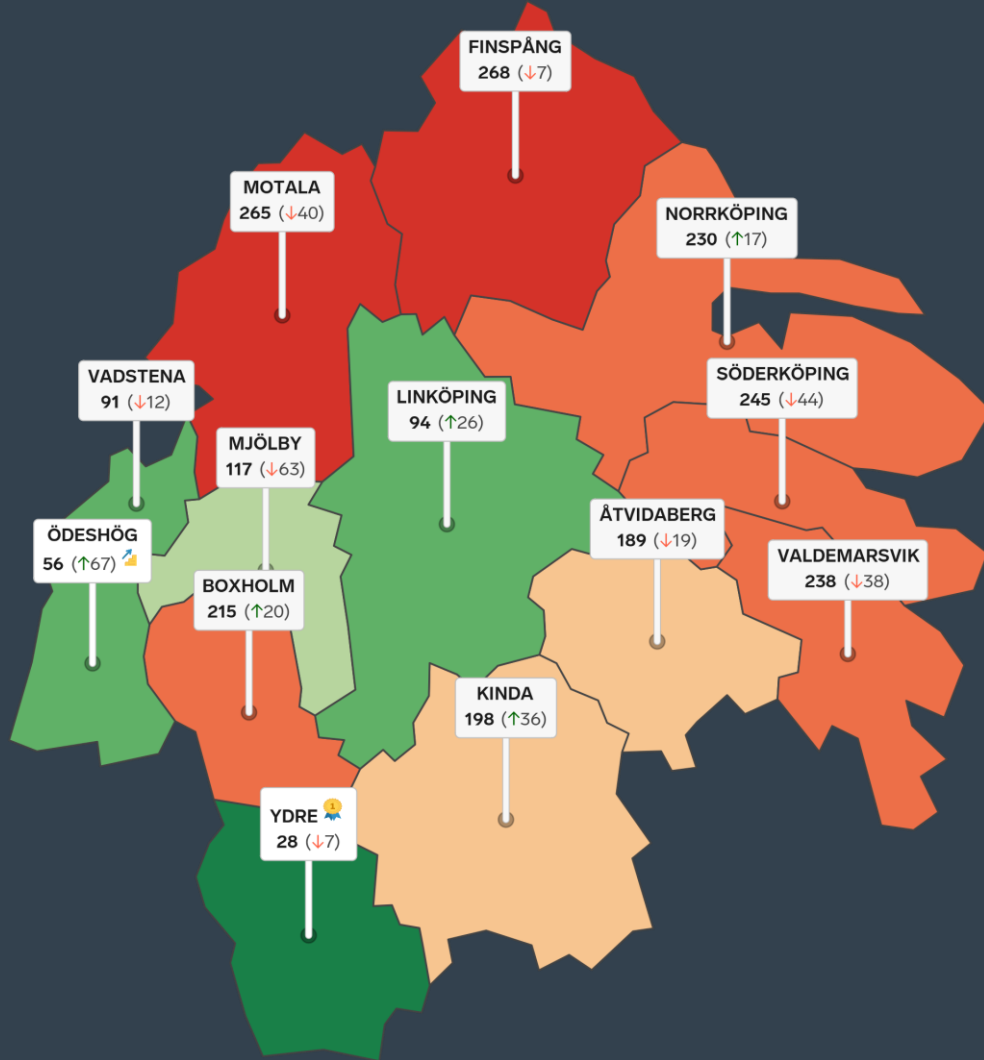 FINSPÅNG
268 (↓7)
MOTALA
265 (↓40)
NORRKÖPING
230 (↑17)
VADSTENA
91 (↓12)
SÖDERKÖPING
245 (↓44)
LINKÖPING
94 (↑26)
MJÖLBY
117 (↓63)
ÅTVIDABERG
189 (↓19)
ÖDESHÖG
56 (↑67)
VALDEMARSVIK
238 (↓38)
BOXHOLM
215 (↑20)
KINDA
198 (↑36)
YDRE 1
28 (↓7)